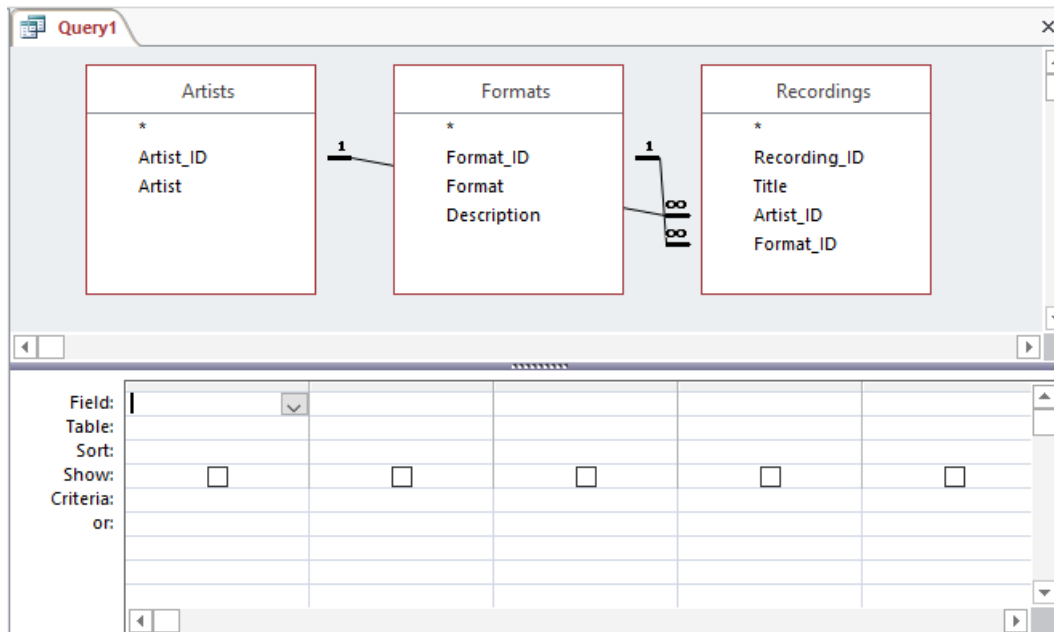 Query1
Artists
*
Artist_ID
Artist
1
Formats
*
Format_ID
Format
Description
1
∞
∞
Recordings
*
Recording_ID
Title
Artist_ID
Format_ID
Field:
Table:
Sort:
Show:
Criteria:
or: